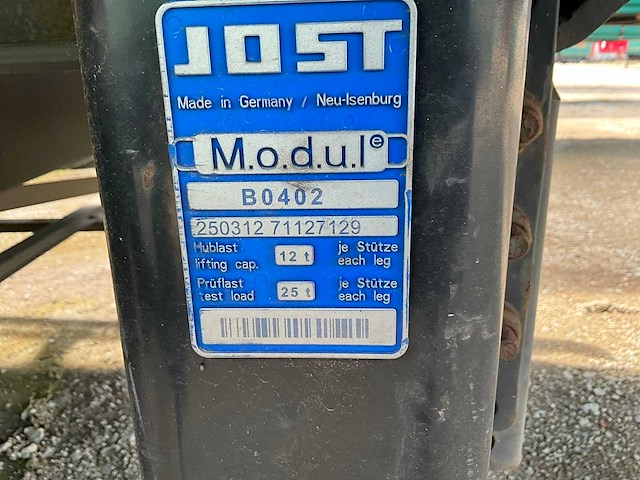 JOST
Made in Germany / Neu-Isenburg
M.o.d.u.l e
B0402
250312 71127129
Hublast 12 t je Stütze
lifting cap. each leg
Prüflast 25 t je Stütze
test load each leg